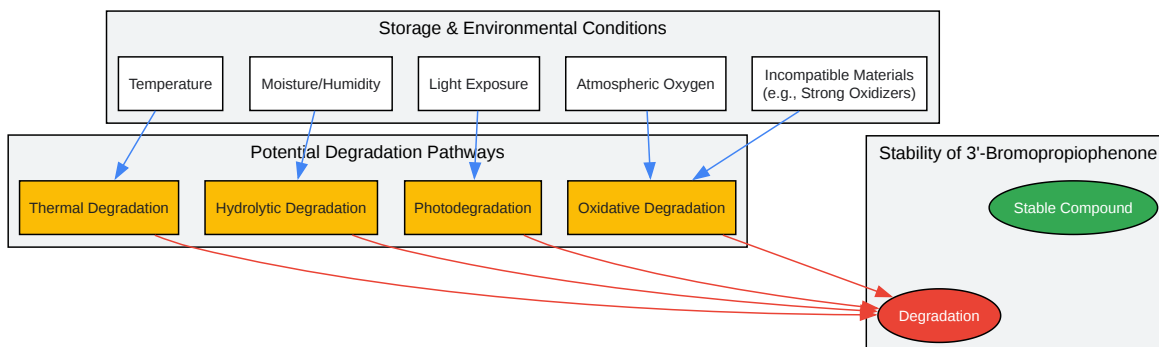 Storage & Environmental Conditions
Temperature
Moisture/Humidity
Light Exposure
Atmospheric Oxygen
Incompatible Materials
(e.g., Strong Oxidizers)
Potential Degradation Pathways
Thermal Degradation
Hydrolytic Degradation
Photodegradation
Oxidative Degradation
Stability of 3'-Bromopropiophenone
Stable Compound
Degradation